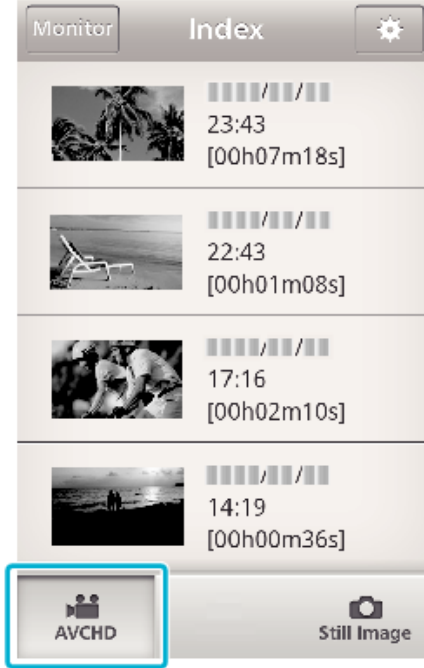 Monitor Index
23:43
[00h07m18s]
22:43
[00h01m08s]
17:16
[00h02m10s]
14:19
[00h00m36s]
AVCHD Still Image